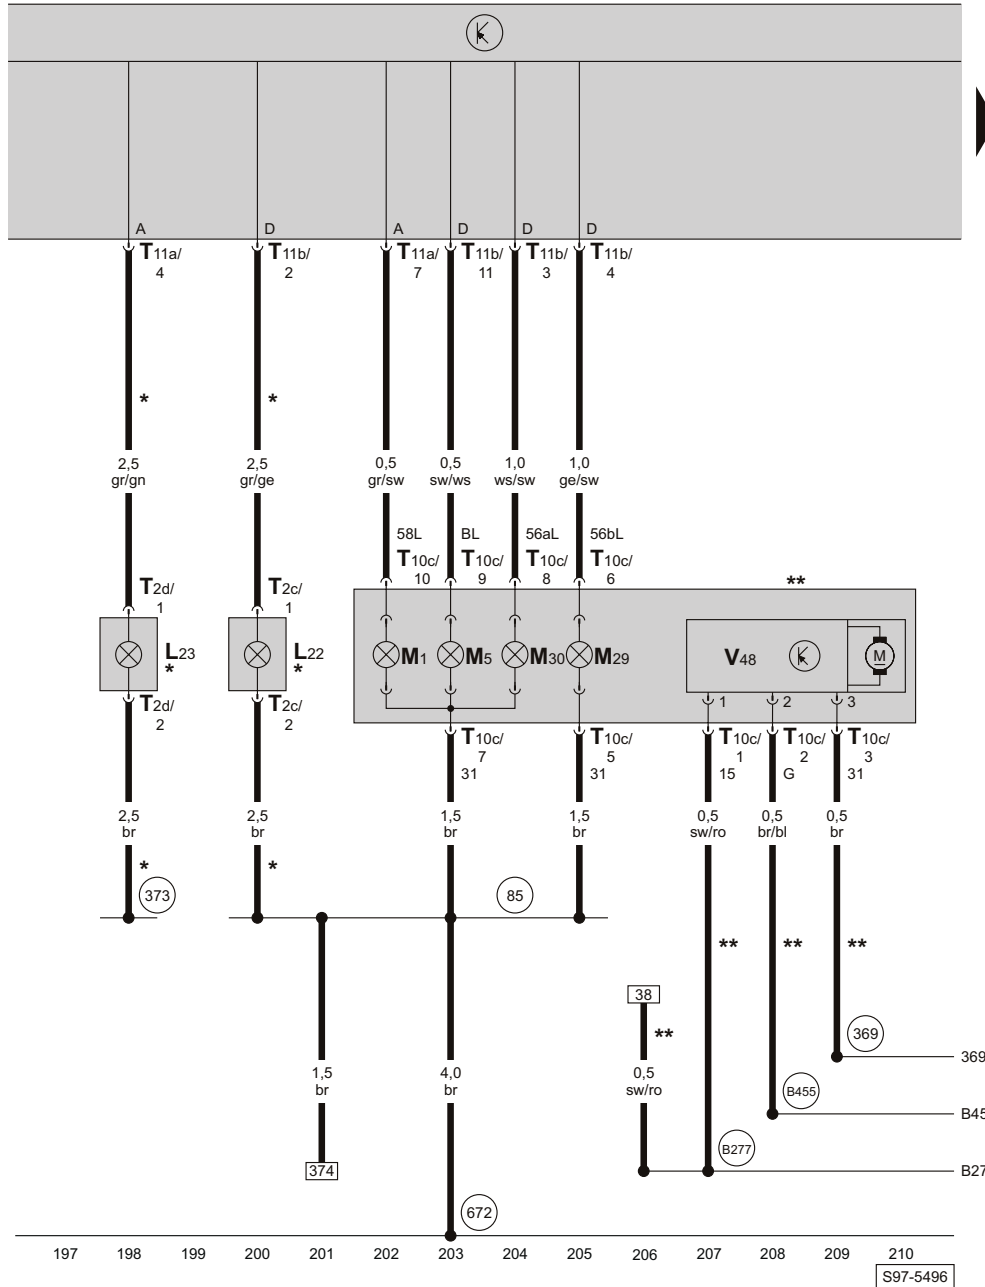 A D A D D D
T11a/ T11b/ T11a/ T11b/ T11b/ T11b/
4 2 7 11 3 4
* *
2,5 2,5 0,5 0,5 1,0 1,0
gr/gn gr/ge gr/sw sw/ws ws/sw ge/sw
58L BL 56aL 56bL
T10c/ T10c/ T10c/ T10c/
10 9 8 6
**
T2d/ T2c/
1 1
L23 L22 M1 M5 M30 M29 V48 M
* *
1 2 3
T2d/ T2c/
2 2
T10c/ T10c/ T10c/ T10c/ T10c/
7 5 1 2 3
31 31 15 G 31
2,5 2,5 1,5 1,5 0,5 0,5 0,5
br br br br sw/ro br/bl br
* *
373 85
** ** **
38
**
369
369
1,5 4,0 0,5
br br sw/ro
B455
B45
B277
374 B27
672
197 198 199 200 201 202 203 204 205 206 207 208 209 210
S97-5496